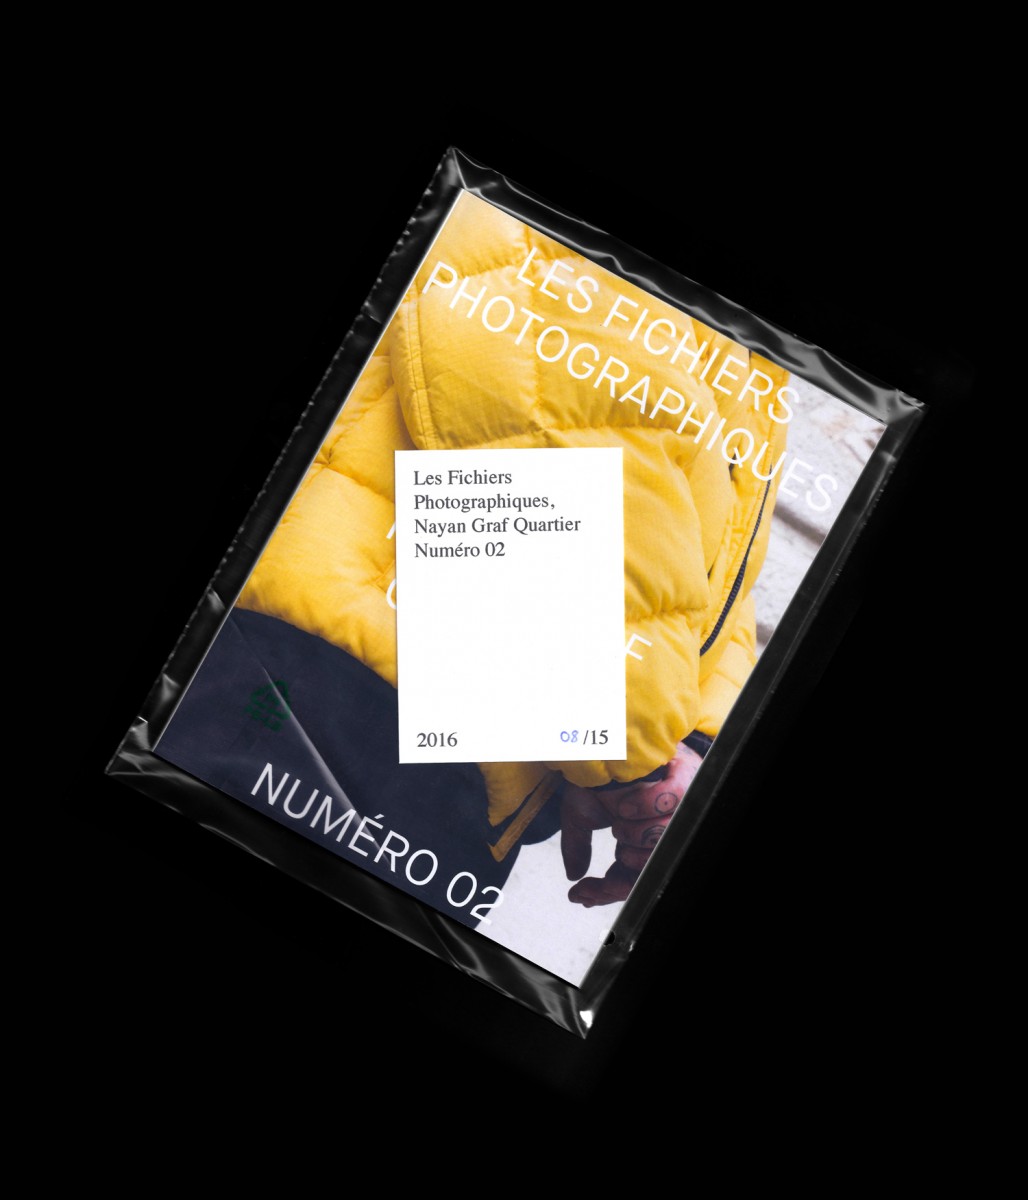 LES FICHIERS
PHOTOGRAPHIQUES
Les Fichiers
Photographiques,
Nayan Graf Quartier
Numéro 02
2016
08/15
NUMÉRO 02